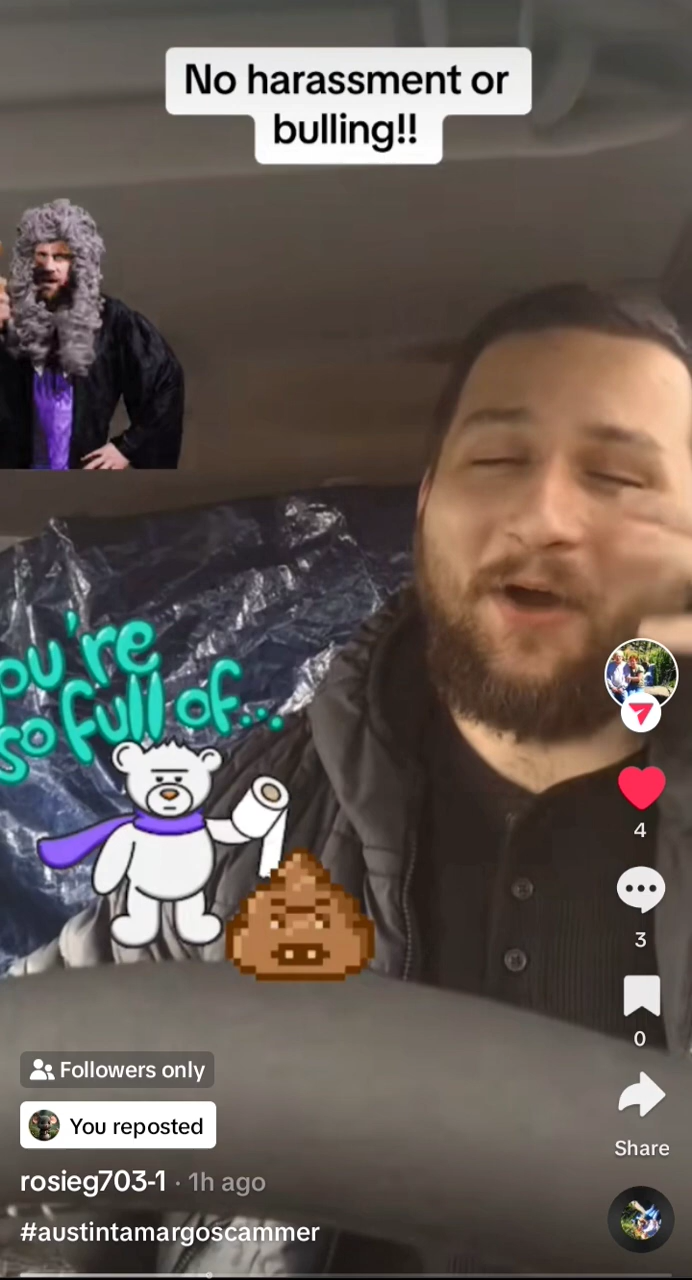 No harassment or
bulling!!
ou're
so full of...
4
3
Followers only
0
You reposted
Share
rosieg703-1 · 1h ago
#austintamargoscammer